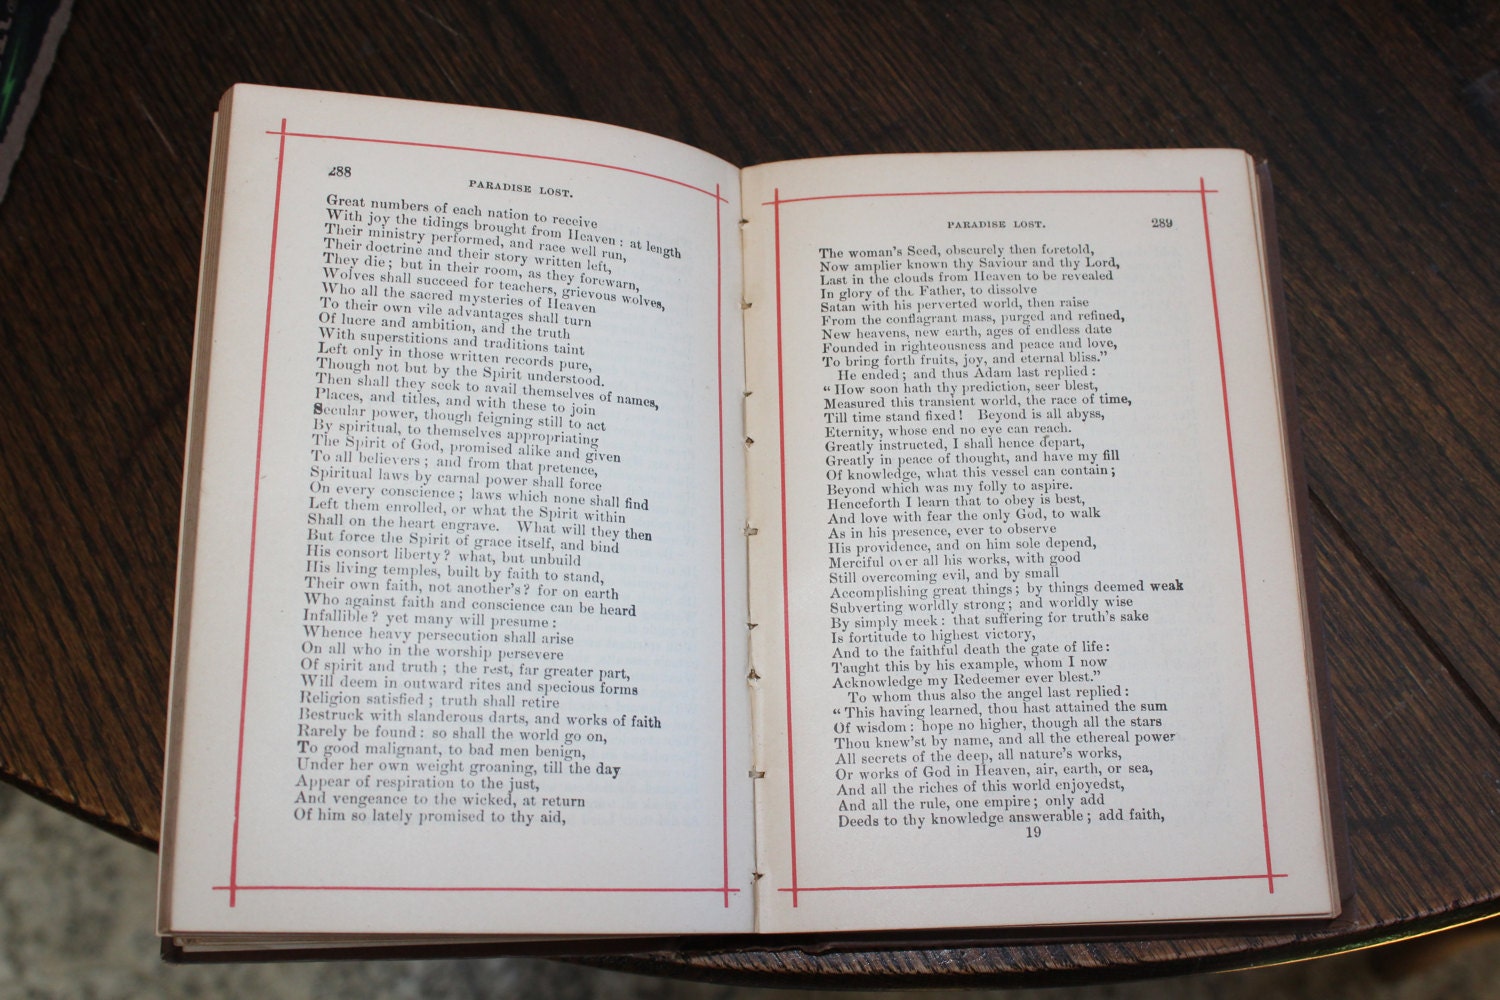 288
PARADISE LOST.
Great numbers of each nation to receive
With joy the tidings brought from Heaven: at length
Their ministry performed, and race well run,
Their doctrine and their story written left,
They die; but in their room, as they forewarn,
Wolves shall succeed for teachers, grievous wolves,
Who all the sacred mysteries of Heaven
To their own vile advantages shall turn
Of lucre and ambition, and the truth
With superstitions and traditions taint
Left only in those written records pure,
Though not but by the Spirit understood.
Then shall they seek to avail themselves of names,
Places, and titles, and with these to join
Secular power, though feigning still to act
By spiritual, to themselves appropriating
The Spirit of God, promised alike and given
To all believers; and from that pretence,
Spiritual laws by carnal power shall force
On every conscience; laws which none shall find
Left them enrolled, or what the Spirit within
Shall on the heart engrave. What will they then
But force the Spirit of grace itself, and bind
His consort liberty? what, but unbuild
His living temples, built by faith to stand,
Their own faith, not another's? for on earth
Who against faith and conscience can be heard
Infallible? yet many will presume:
Whence heavy persecution shall arise
On all who in the worship persevere
Of spirit and truth; the rest, far greater part,
Will deem in outward rites and specious forms
Religion satisfied; truth shall retire
Bestruck with slanderous darts, and works of faith
Rarely be found: so shall the world go on,
To good malignant, to bad men benign,
Under her own weight groaning, till the day
Appear of respiration to the just,
And vengeance to the wicked, at return
Of him so lately promised to thy aid,
PARADISE LOST.
289
The woman's Seed, obscurely then foretold,
Now amplier known thy Saviour and thy Lord,
Last in the clouds from Heaven to be revealed
In glory of the Father, to dissolve
Satan with his perverted world, then raise
From the conflagrant mass, purged and refined,
New heavens, new earth, ages of endless date
Founded in righteousness and peace and love,
To bring forth fruits, joy, and eternal bliss."
He ended; and thus Adam last replied:
"How soon hath thy prediction, seer blest,
Measured this transient world, the race of time,
Till time stand fixed! Beyond is all abyss,
Eternity, whose end no eye can reach.
Greatly instructed, I shall hence depart,
Greatly in peace of thought, and have my fill
Of knowledge, what this vessel can contain;
Beyond which was my folly to aspire.
Henceforth I learn that to obey is best,
And love with fear the only God, to walk
As in his presence, ever to observe
His providence, and on him sole depend,
Merciful over all his works, with good
Still overcoming evil, and by small
Accomplishing great things; by things deemed weak
Subverting worldly strong; and worldly wise
By simply meek: that suffering for truth's sake
Is fortitude to highest victory,
And to the faithful death the gate of life:
Taught this by his example, whom I now
Acknowledge my Redeemer ever blest."
To whom thus also the angel last replied:
"This having learned, thou hast attained the sum
Of wisdom: hope no higher, though all the stars
Thou knew'st by name, and all the ethereal power
All secrets of the deep, all nature's works,
Or works of God in Heaven, air, earth, or sea,
And all the riches of this world enjoyedst,
And all the rule, one empire; only add
Deeds to thy knowledge answerable; add faith,
19